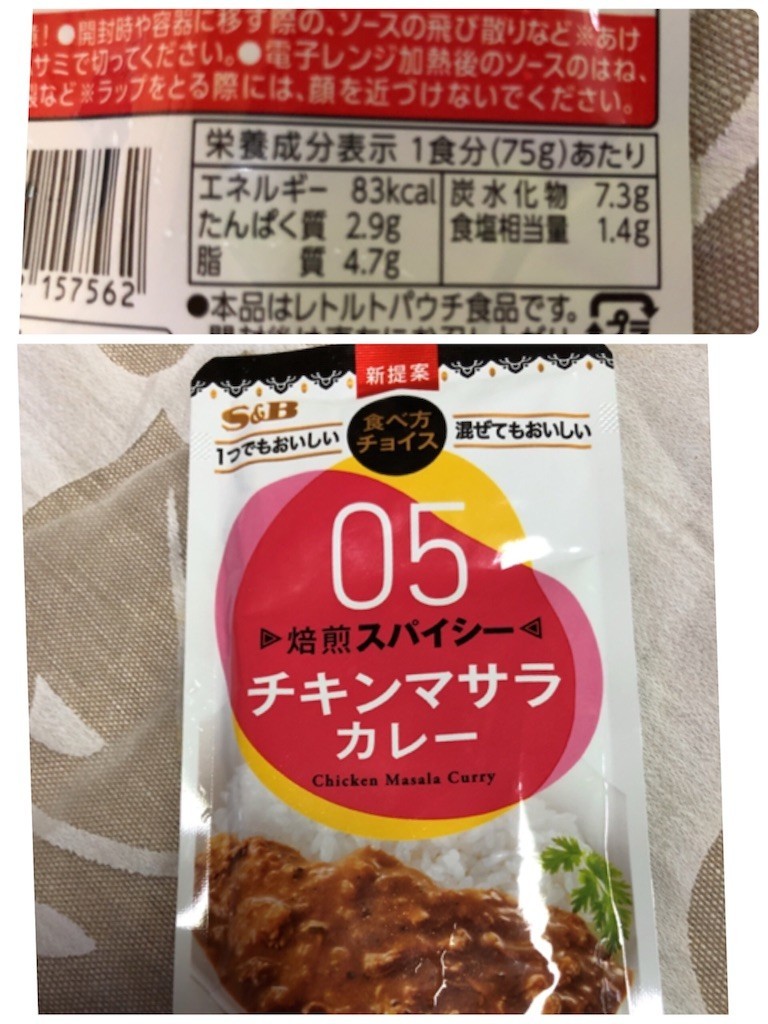 意!●開封時や容器に移す際の、ソースの飛び散りなど※あけ
サミで切ってください。●電子レンジ加熱後のソースのはね、
など※ラップをとる際には、顔を近づけないでください。
栄養成分表示 1食分(75g)あたり
エネルギー 83kcal 炭水化物 7.3g
たんぱく質 2.9g 食塩相当量 1.4g
脂質 4.7g
157562
●本品はレトルトパウチ食品です。
プラ
新提案
S&B
食べ方
チョイス
1つでもおいしい
混ぜてもおいしい
05
焙煎スパイシー
チキンマサラ
カレー
Chicken Masala Curry